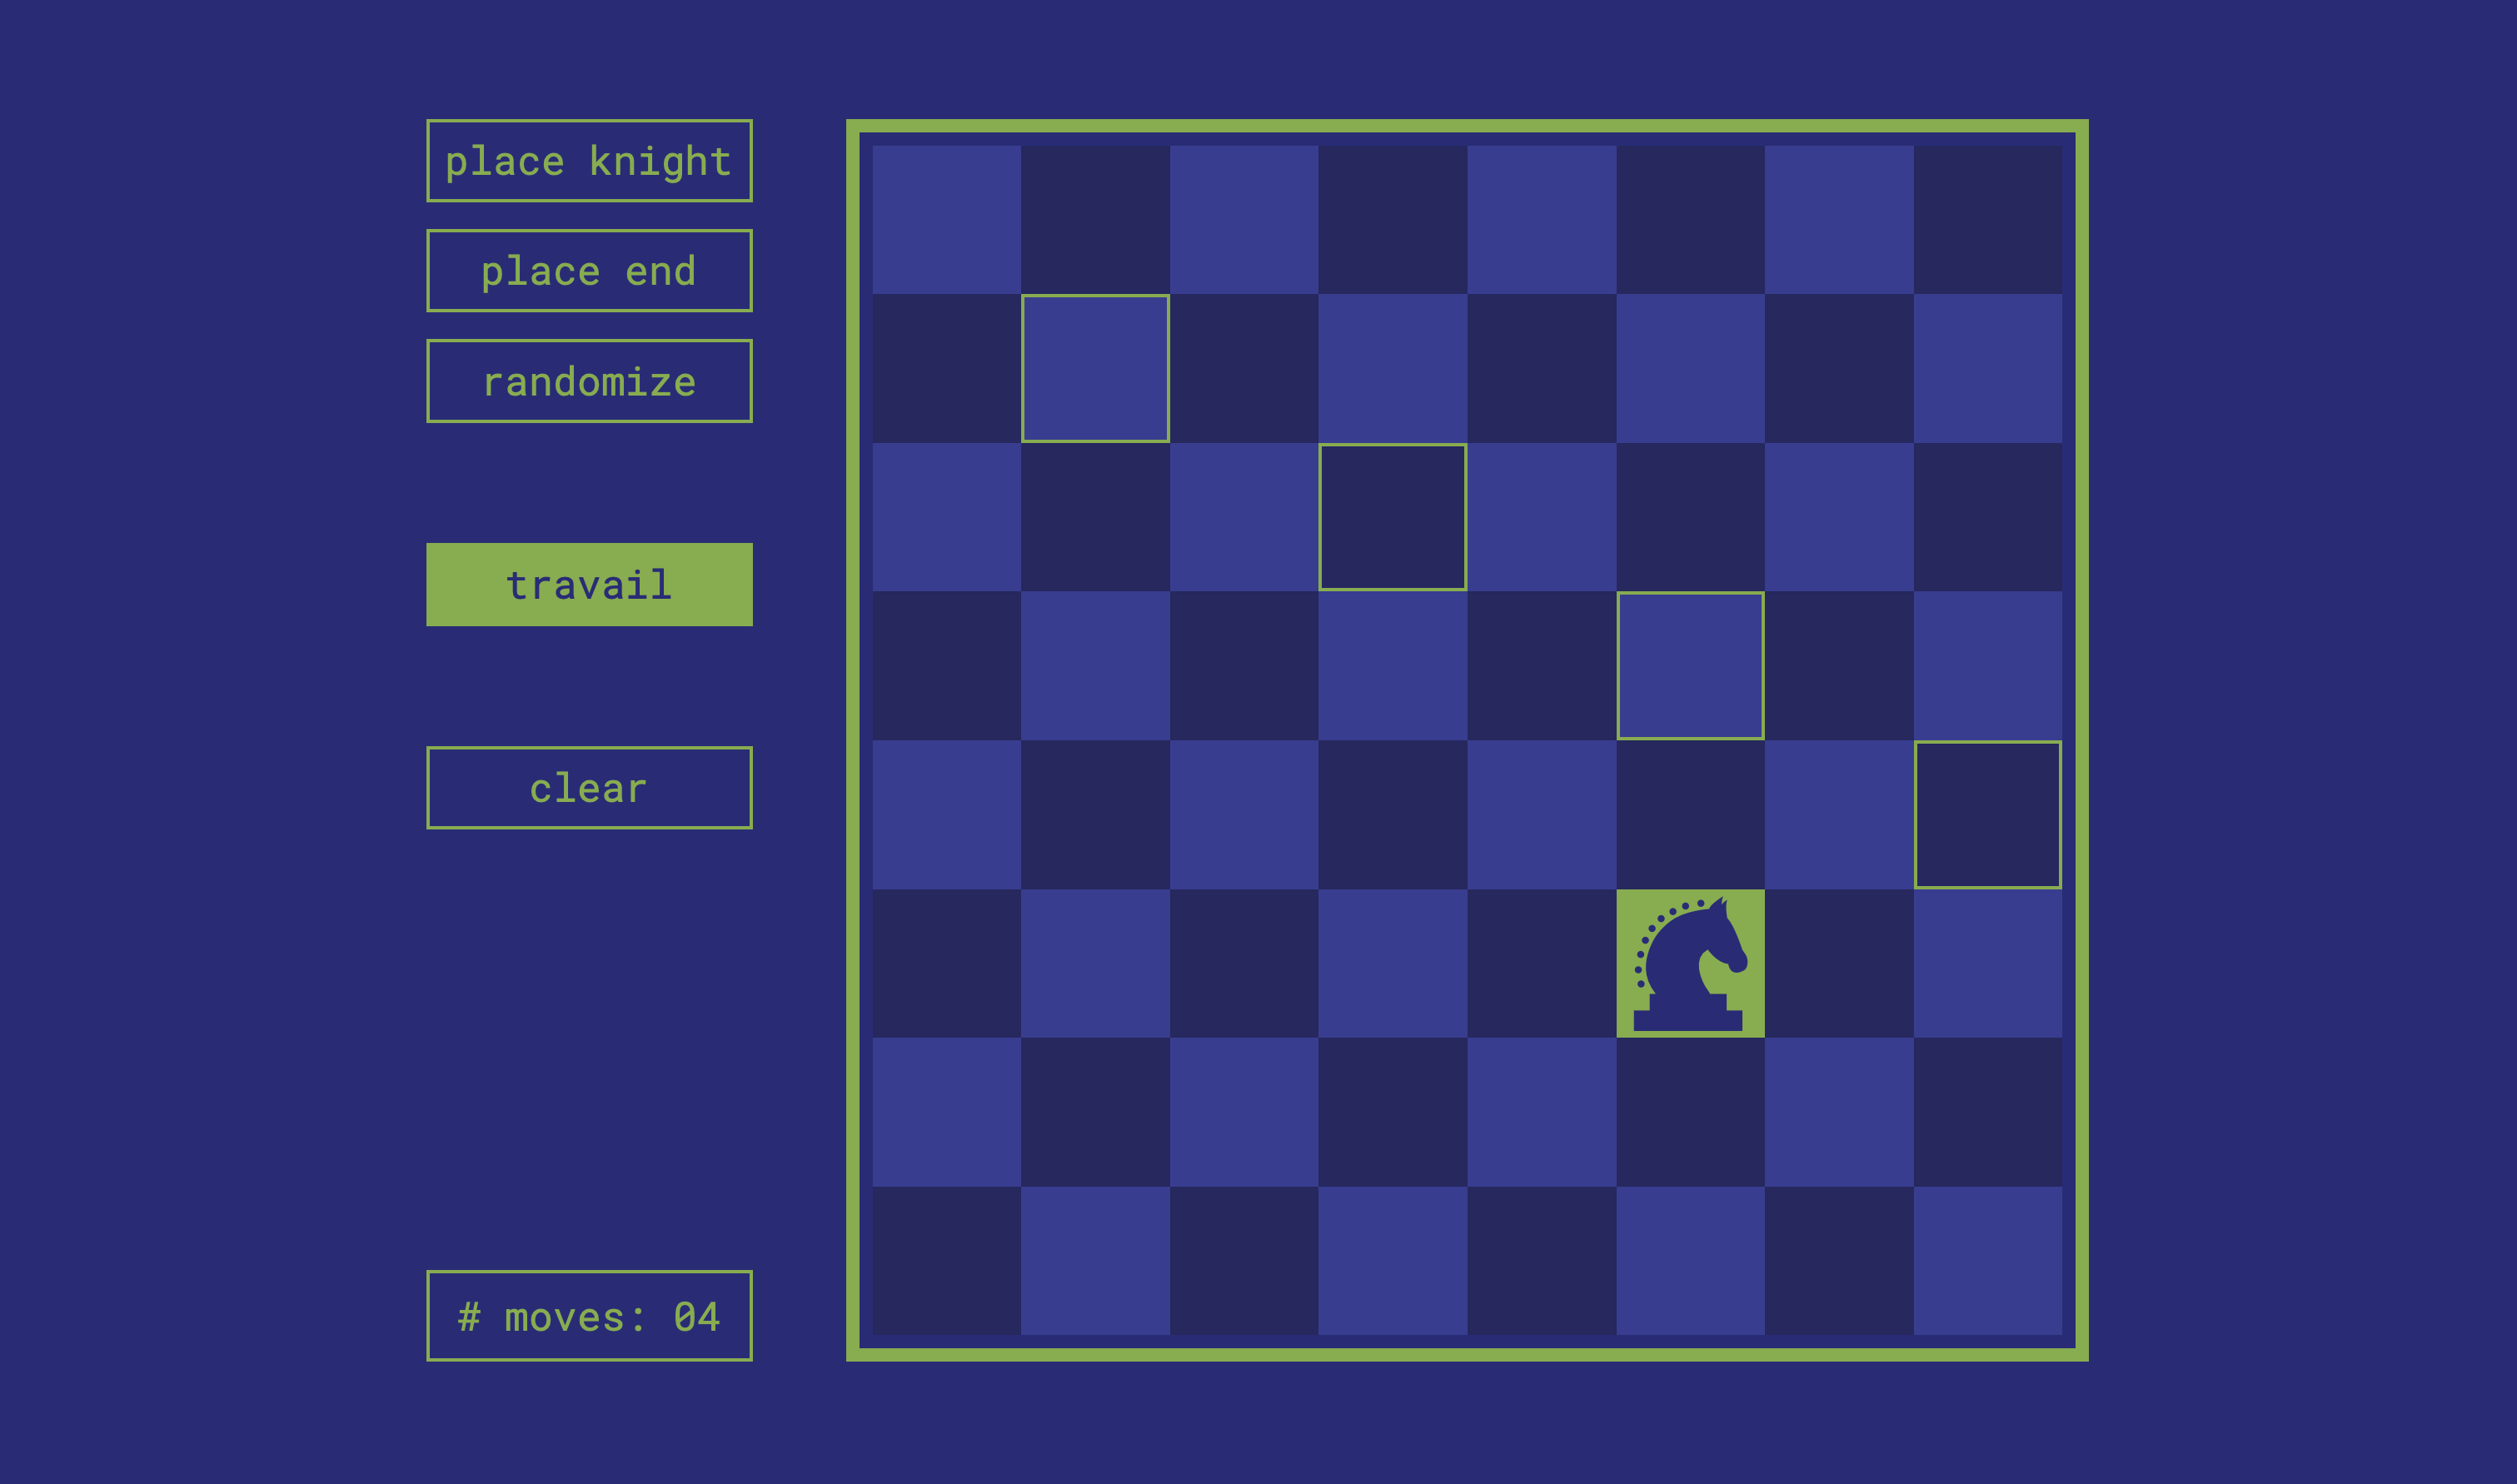 place knight
place end
randomize
travail
clear
# moves: 04